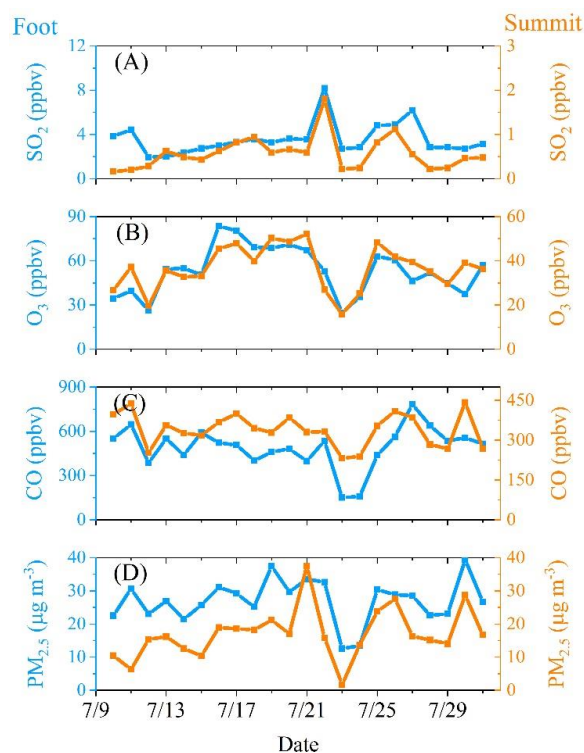 Foot Summit
12 (A) 3
8 2
4 1
0 0
SO₂ (ppbv) SO₂ (ppbv)
90 (B) 60
60 40
30 20
0 0
O₃ (ppbv) O₃ (ppbv)
900 (C) 450
600 300
300 150
0 0
CO (ppbv) CO (ppbv)
40 (D) 40
30 30
20 20
10 10
0 0
PM₂.₅ (μg m-³) PM₂.₅ (μg m-³)
7/9 7/13 7/17 7/21 7/25 7/29
Date